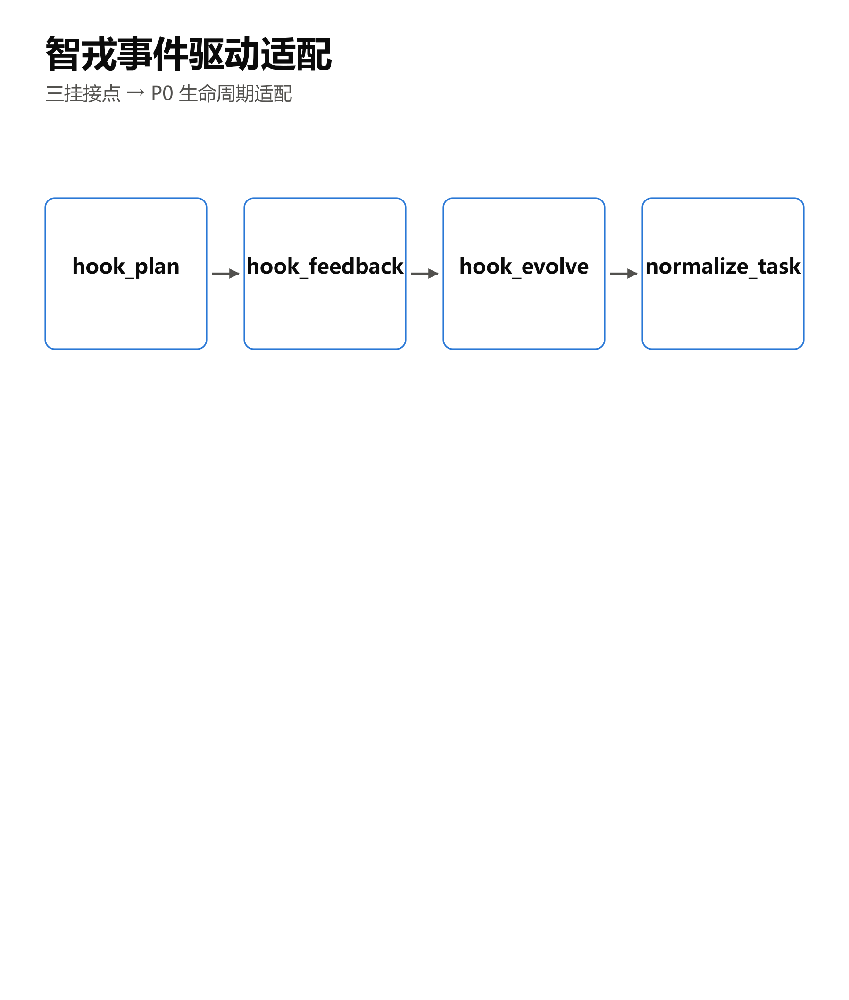 智戎事件驱动适配
三挂接点 → P0 生命周期适配
hook_plan
hook_feedback
hook_evolve
normalize_task